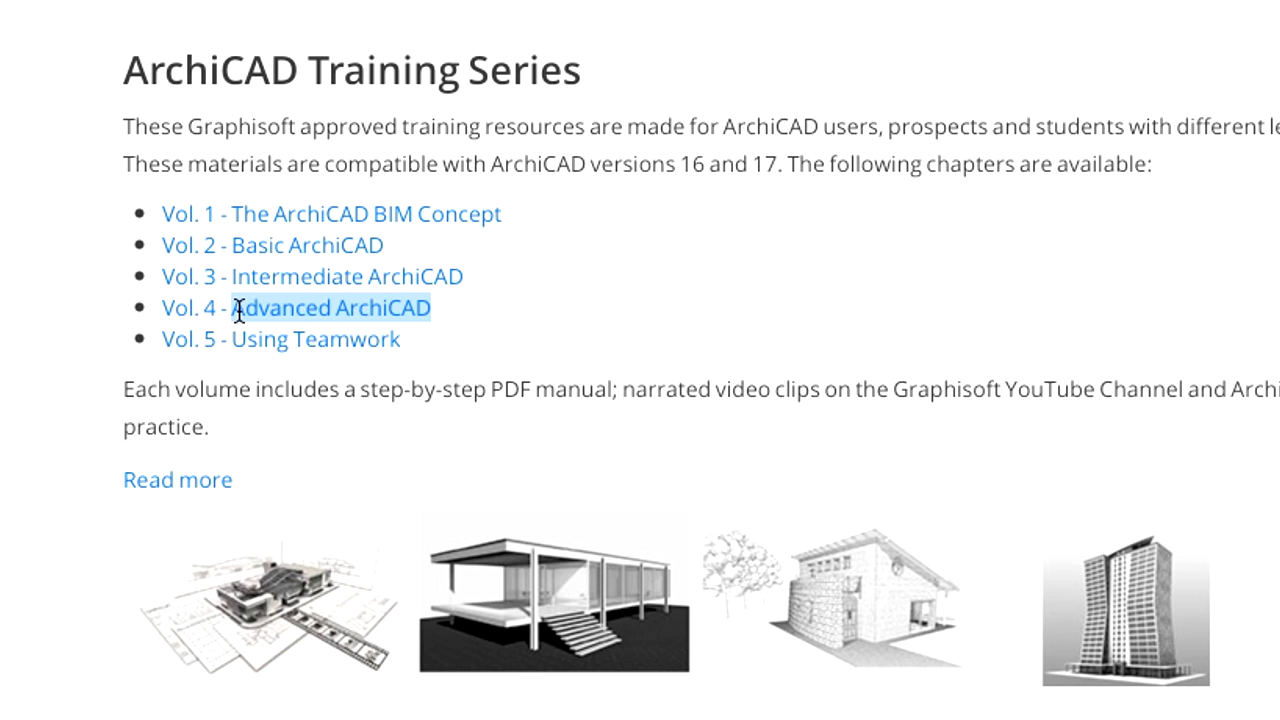 ArchiCAD Training Series
These Graphisoft approved training resources are made for ArchiCAD users, prospects and students with different
These materials are compatible with ArchiCAD versions 16 and 17. The following chapters are available:
Vol. 1 - The ArchiCAD BIM Concept
Vol. 2 - Basic ArchiCAD
Vol. 3 - Intermediate ArchiCAD
Vol. 4 - Advanced ArchiCAD
Vol. 5 - Using Teamwork
Each volume includes a step-by-step PDF manual; narrated video clips on the Graphisoft YouTube Channel and
practice.
Read more